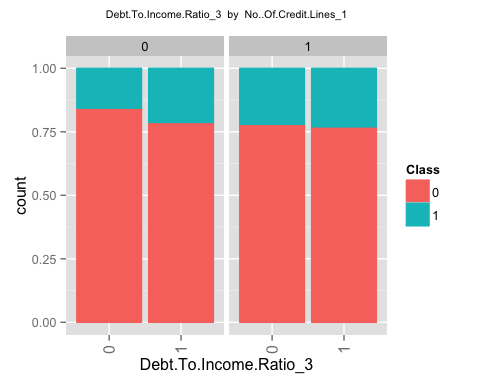 Debt.To.Income.Ratio_3 by No..Of.Credit.Lines_1
0 1
1.00
0.75
0.50
0.25
0.00
count
0 1 0 1
Debt.To.Income.Ratio_3
Class
0
1